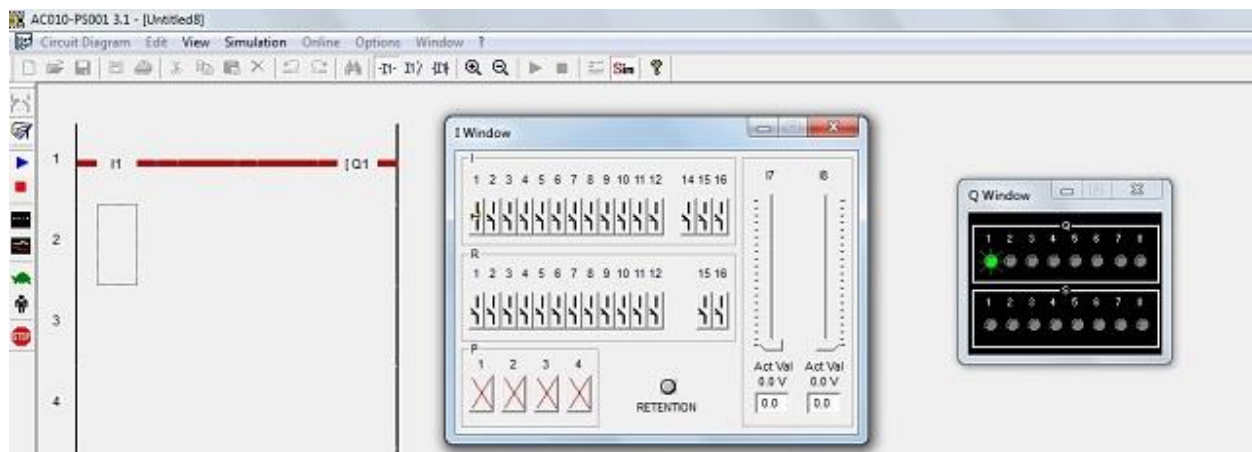 AC010-PS001 3.1 - [Untitled8]
Circuit Diagram Edit View Simulation Online Options Window ?
Sim ?
1 I1 [ Q1
2
3
4
STOP
I Window
I
1 2 3 4 5 6 7 8 9 10 11 12 14 15 16
R
1 2 3 4 5 6 7 8 9 10 11 12 15 16
P
1 2 3 4
RETENTION
I7 I8
Act Val Act Val
0.0 V 0.0 V
0.0 0.0
Q Window
Q
1 2 3 4 5 6 7 8
S
1 2 3 4 5 6 7 8